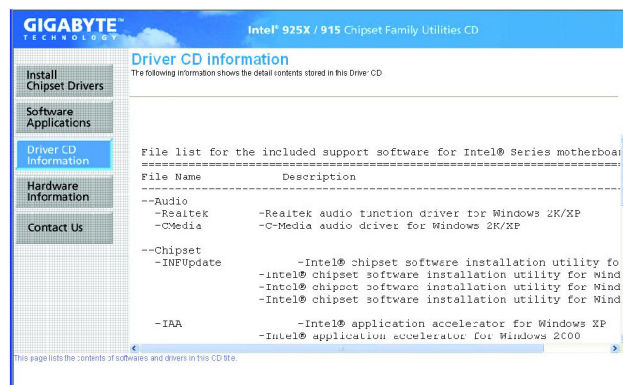 GIGABYTE™
TECHNOLOGY
Intel® 925X / 915 Chipset Family Utilities CD
Install
Chipset Drivers
Software
Applications
Driver CD
Information
Hardware
Information
Contact Us
Driver CD information
The following information shows the detail contents stored in this Driver CD
File list for the included support software for Intel® Series motherboar
File Name Description
--Audio
-Realtek -Realtek audio function driver for Windows 2K/XP
-CMedia -C-Media audio driver for Windows 2K/XP
--Chipset
-INFUpdate -Intel® chipset software installation utility fo
-Intel® chipset software installation utility for Wind
-Intel® chipset software installation utility for Wind
-Intel® chipset software installation utility for Wind
-IAA -Intel® application accelerator for Windows XP
-Intel® application accelerator for Windows 2000
This page lists the contents of softwares and drivers in this CD title.